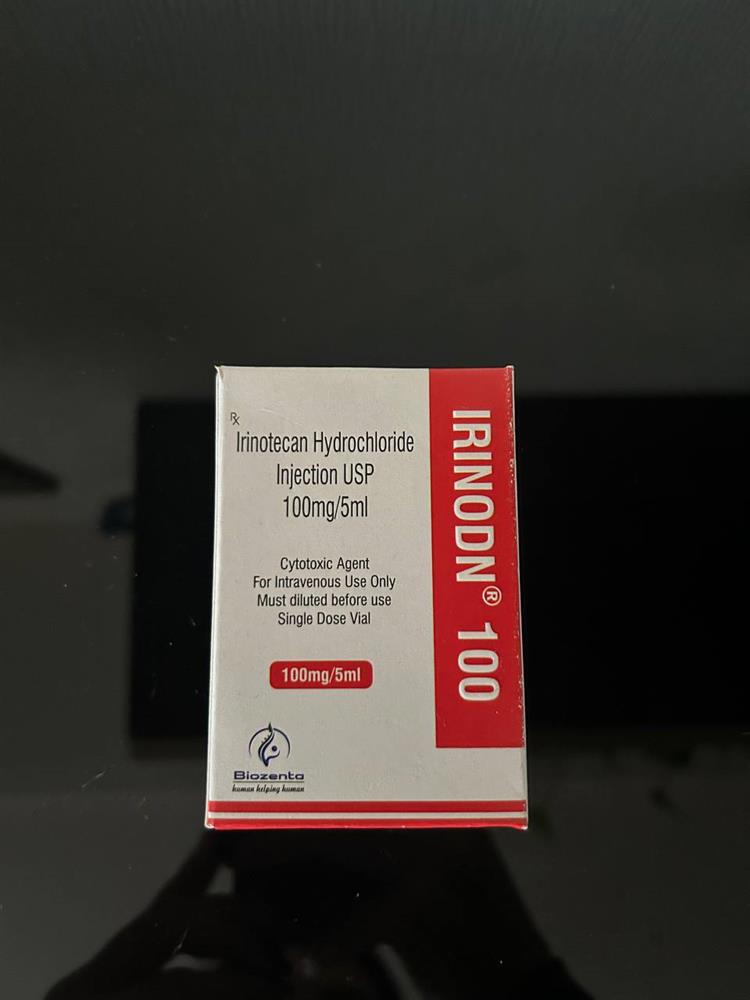 Rx
Irinotecan Hydrochloride
Injection USP
100mg/5ml
Cytotoxic Agent
For Intravenous Use Only
Must diluted before use
Single Dose Vial
100mg/5ml
Biozenta
human helping human
IRINODN® 100